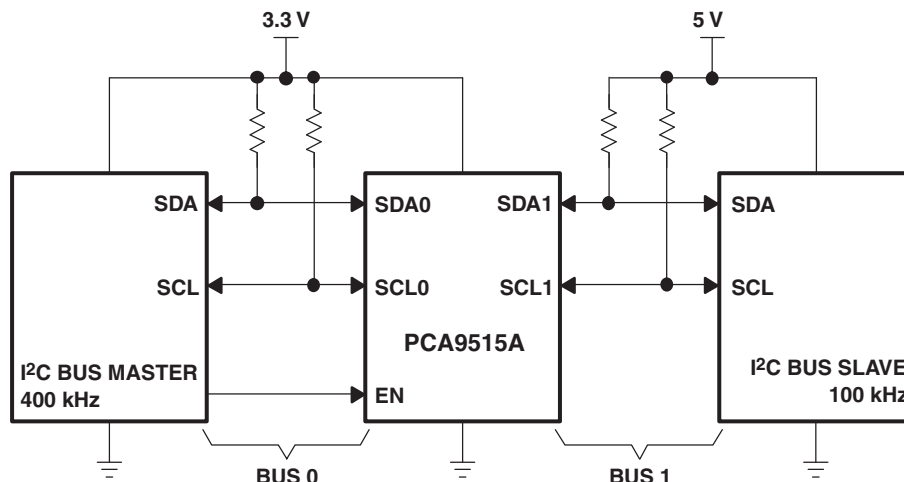 3.3 V
5 V
SDA
SDA0
SDA1
SDA
SCL
SCL0
SCL1
SCL
PCA9515A
I²C BUS MASTER
400 kHz
EN
I²C BUS SLAVE
100 kHz
BUS 0
BUS 1